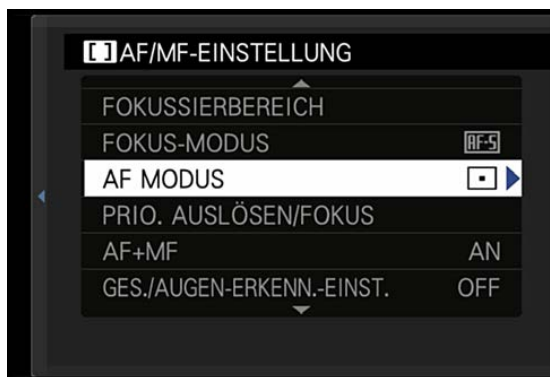 AF/MF-EINSTELLUNG
FOKUSSIERBEREICH
FOKUS-MODUS AF-S
AF MODUS
PRIO. AUSLÖSEN/FOKUS
AF+MF AN
GES./AUGEN-ERKENN.-EINST. OFF